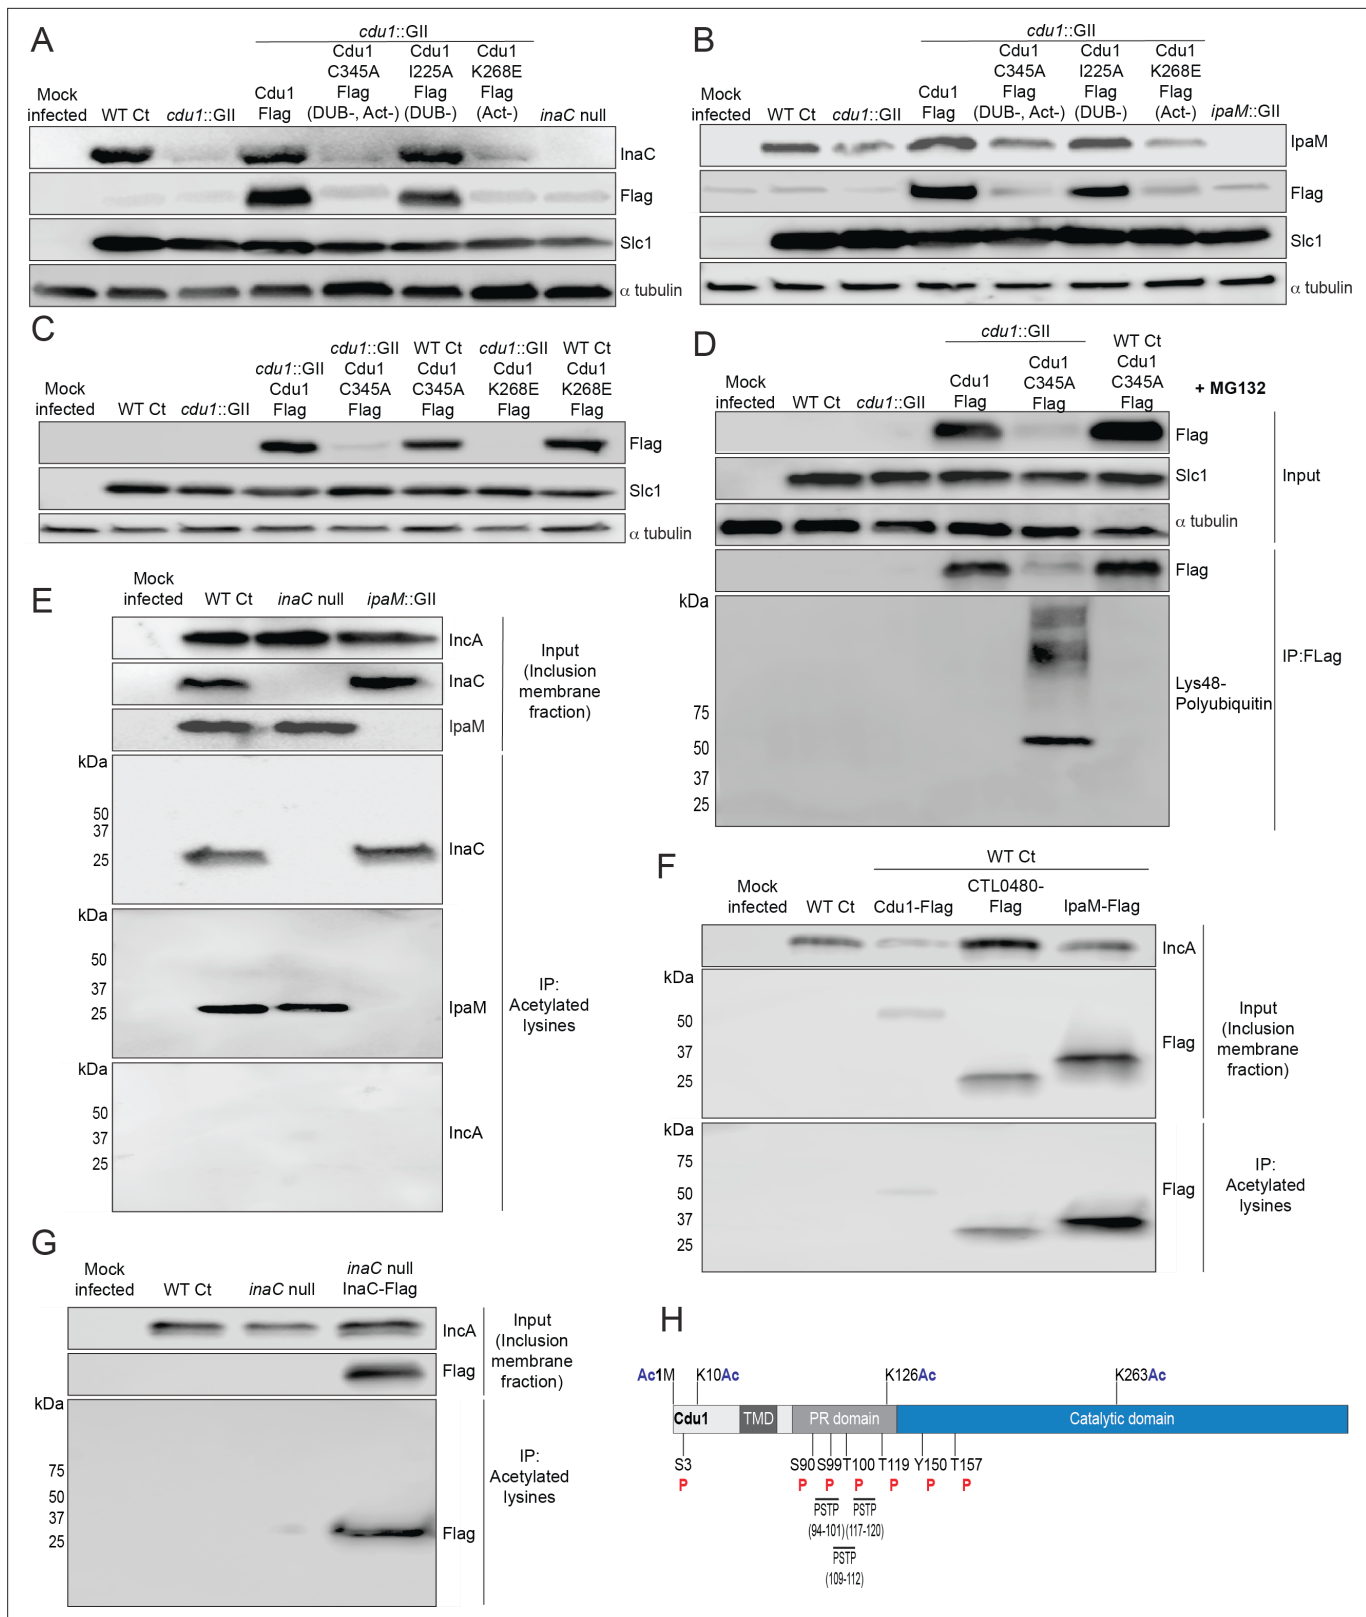 A
cdu1::GII
Mock infected
WT Ct
cdu1::GII
Cdu1 Flag
Cdu1 C345A Flag (DUB-, Act-)
Cdu1 I225A Flag (DUB-)
Cdu1 K268E Flag (Act-)
inaC null
InaC
Flag
Slc1
α tubulin
B
cdu1::GII
Mock infected
WT Ct
cdu1::GII
Cdu1 Flag
Cdu1 C345A Flag (DUB-, Act-)
Cdu1 I225A Flag (DUB-)
Cdu1 K268E Flag (Act-)
ipaM::GII
IpaM
Flag
Slc1
α tubulin
C
Mock infected
WT Ct
cdu1::GII
cdu1::GII Cdu1 Flag
cdu1::GII Cdu1 C345A Flag
WT Ct Cdu1 C345A Flag
cdu1::GII Cdu1 K268E Flag
WT Ct Cdu1 K268E Flag
Flag
Slc1
α tubulin
D
cdu1::GII
Mock infected
WT Ct
cdu1::GII
Cdu1 Flag
Cdu1 C345A Flag
WT Ct Cdu1 C345A Flag
+ MG132
Flag
Slc1
α tubulin
Input
Flag
kDa
75
50
37
25
Lys48-Polyubiquitin
IP:FLag
E
Mock infected
WT Ct
inaC null
ipaM::GII
IncA
InaC
IpaM
Input (Inclusion membrane fraction)
kDa
50
37
25
InaC
kDa
50
37
25
IpaM
kDa
50
37
25
IncA
IP: Acetylated lysines
F
WT Ct
Mock infected
WT Ct
Cdu1-Flag
CTL0480-Flag
IpaM-Flag
IncA
kDa
50
37
25
Flag
Input (Inclusion membrane fraction)
kDa
75
50
37
25
Flag
IP: Acetylated lysines
G
Mock infected
WT Ct
inaC null
inaC null InaC-Flag
IncA
Flag
Input (Inclusion membrane fraction)
kDa
75
50
37
25
Flag
IP: Acetylated lysines
H
Ac1M
K10Ac
K126Ac
K263Ac
Cdu1
TMD
PR domain
Catalytic domain
S3
S90
S99
T100
T119
Y150
T157
P
P
P
P
P
P
P
PSTP
PSTP
(94-101)
(117-120)
PSTP
(109-112)